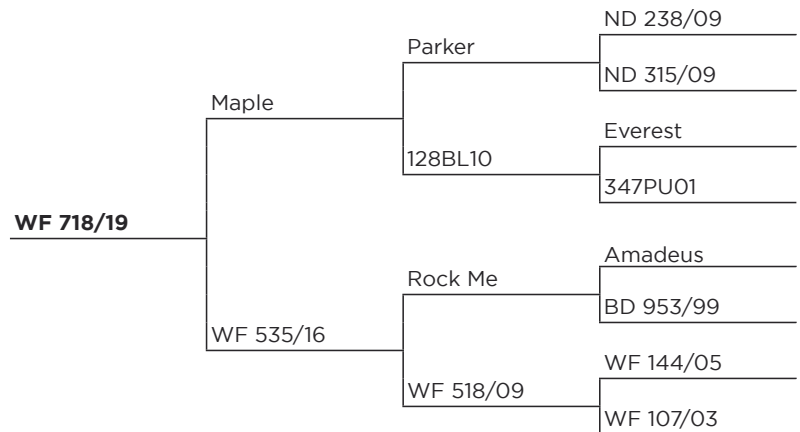 ND 238/09
Parker
ND 315/09
Maple
Everest
128BL10
347PU01
WF 718/19
Amadeus
Rock Me
BD 953/99
WF 535/16
WF 144/05
WF 518/09
WF 107/03